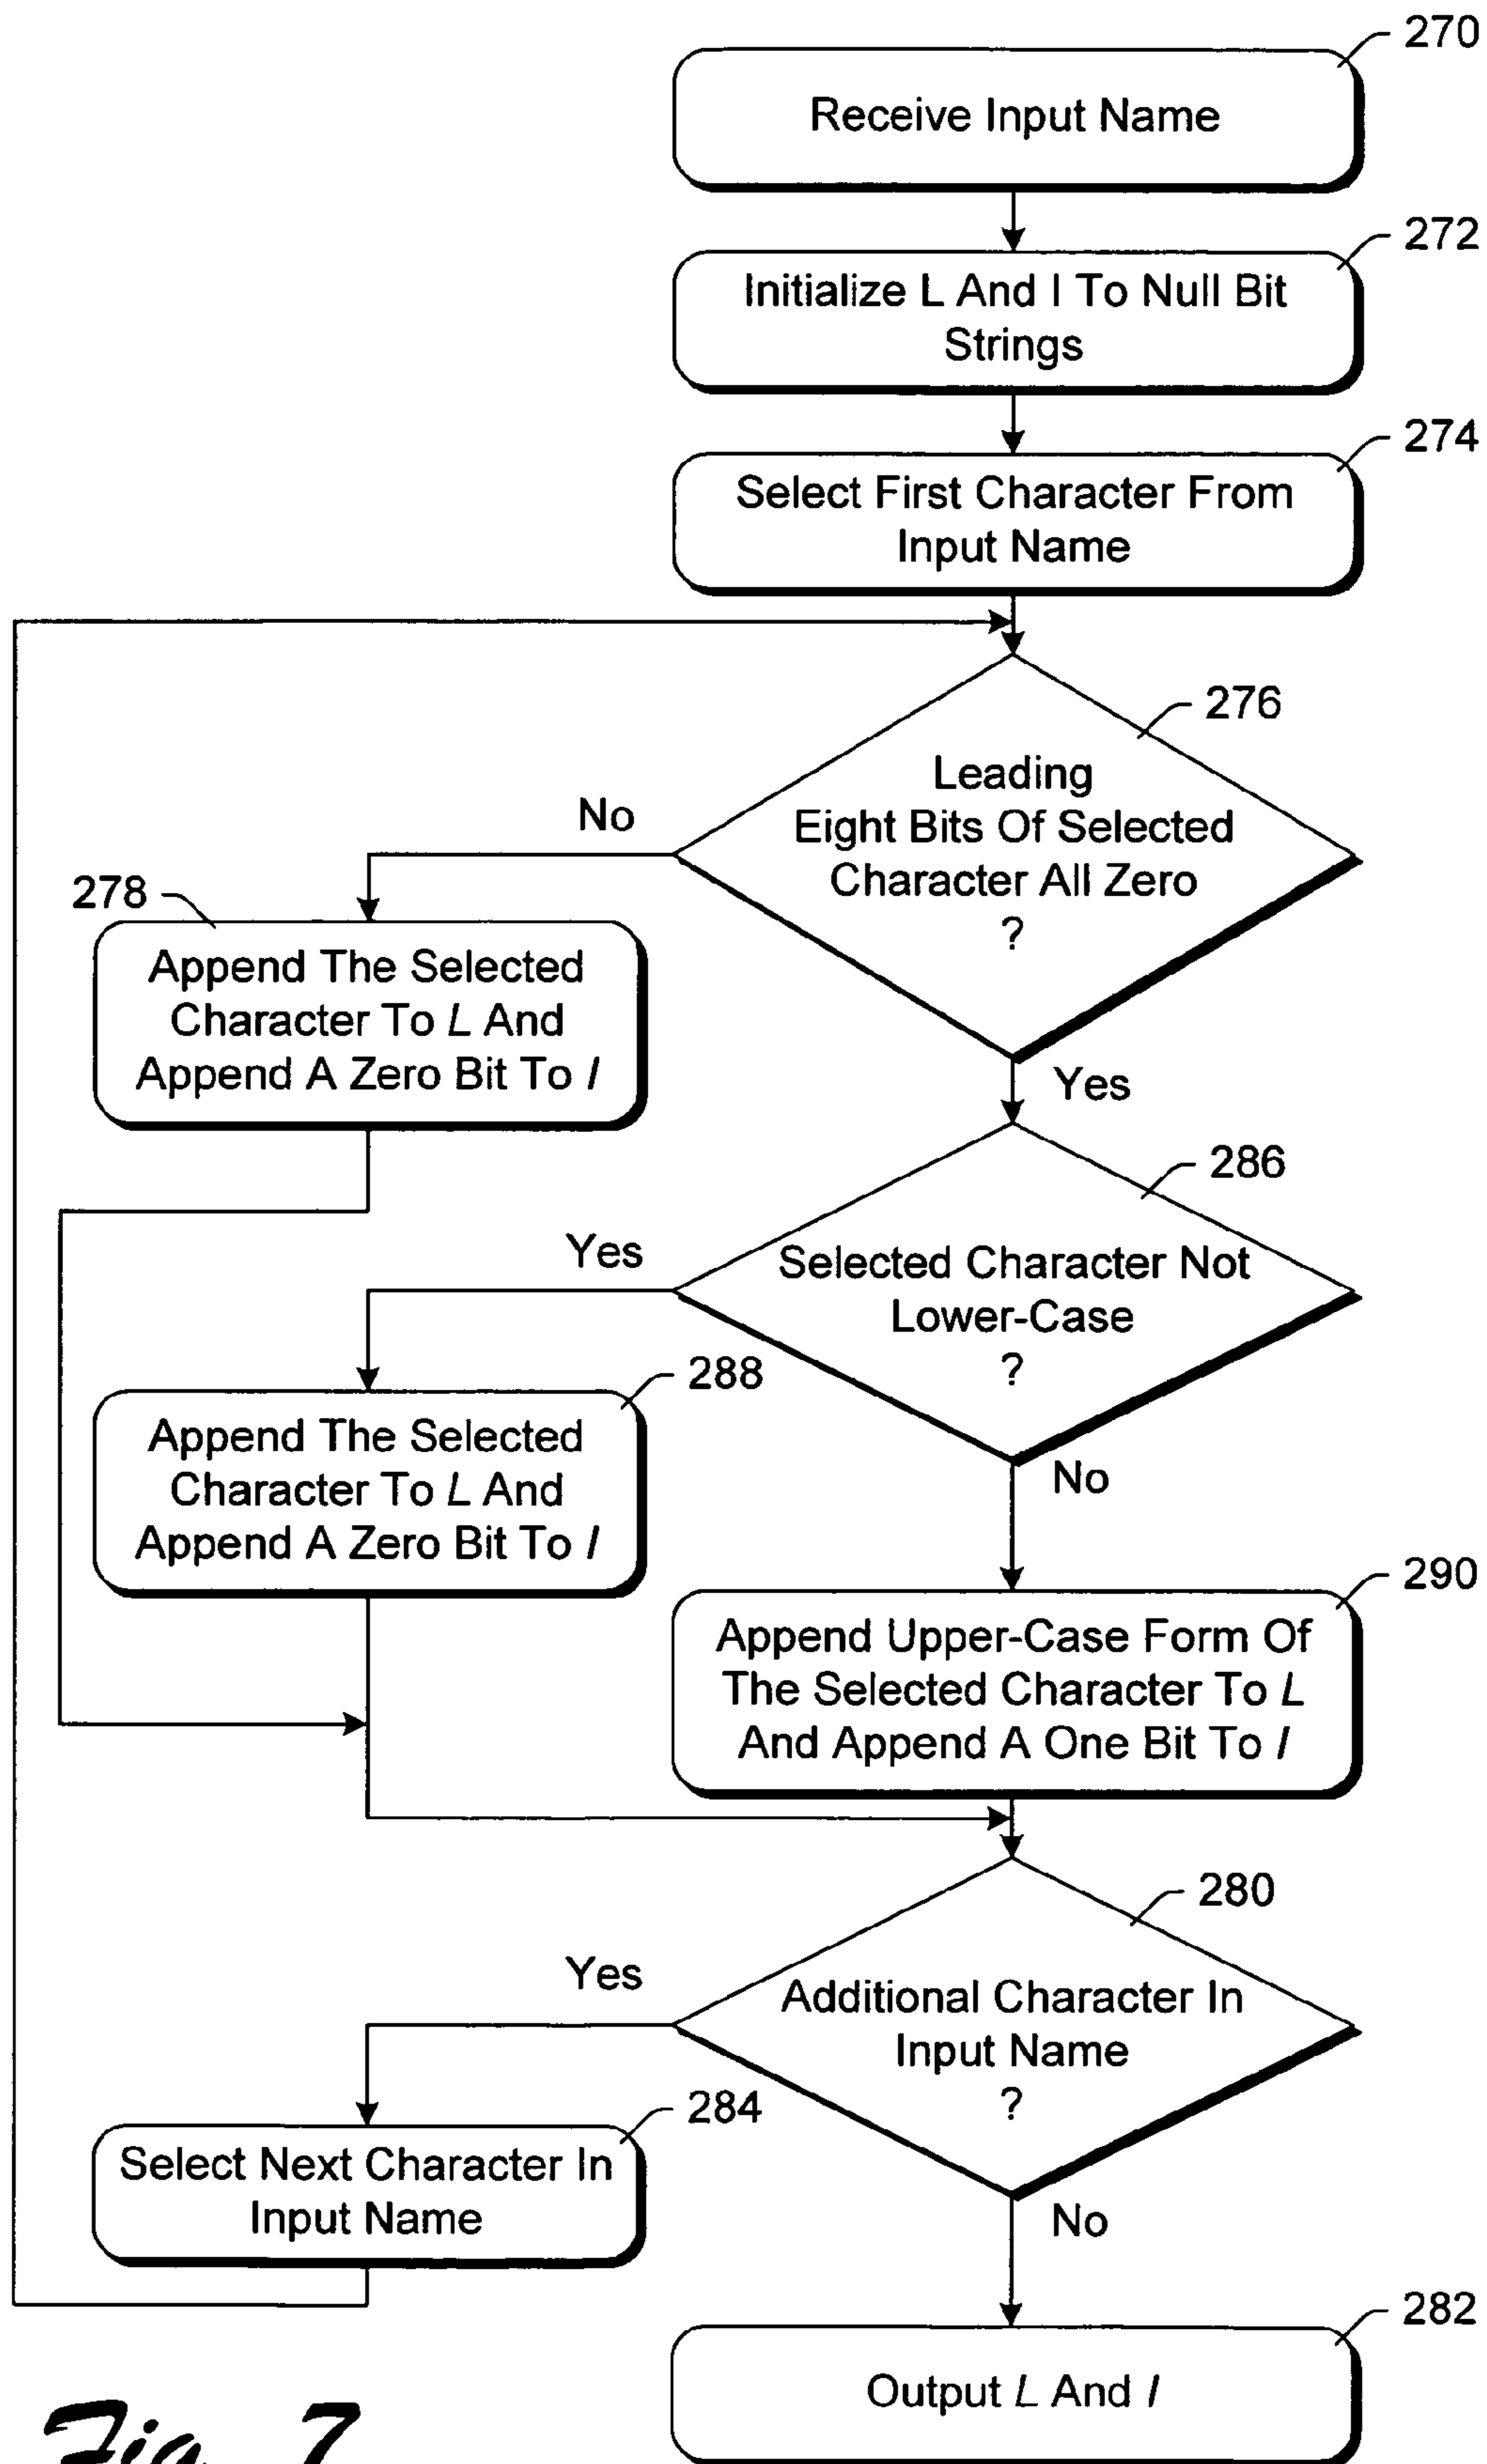 270
Receive Input Name
272
Initialize L And I To Null Bit
Strings
274
Select First Character From
Input Name
276
Leading
Eight Bits Of Selected
Character All Zero
?
No
278
Append The Selected
Character To L And
Append A Zero Bit To I
Yes
286
Selected Character Not
Lower-Case
?
Yes
288
Append The Selected
Character To L And
Append A Zero Bit To I
No
290
Append Upper-Case Form Of
The Selected Character To L
And Append A One Bit To I
280
Additional Character In
Input Name
?
Yes
284
Select Next Character In
Input Name
No
282
Output L And I
Fig. 7